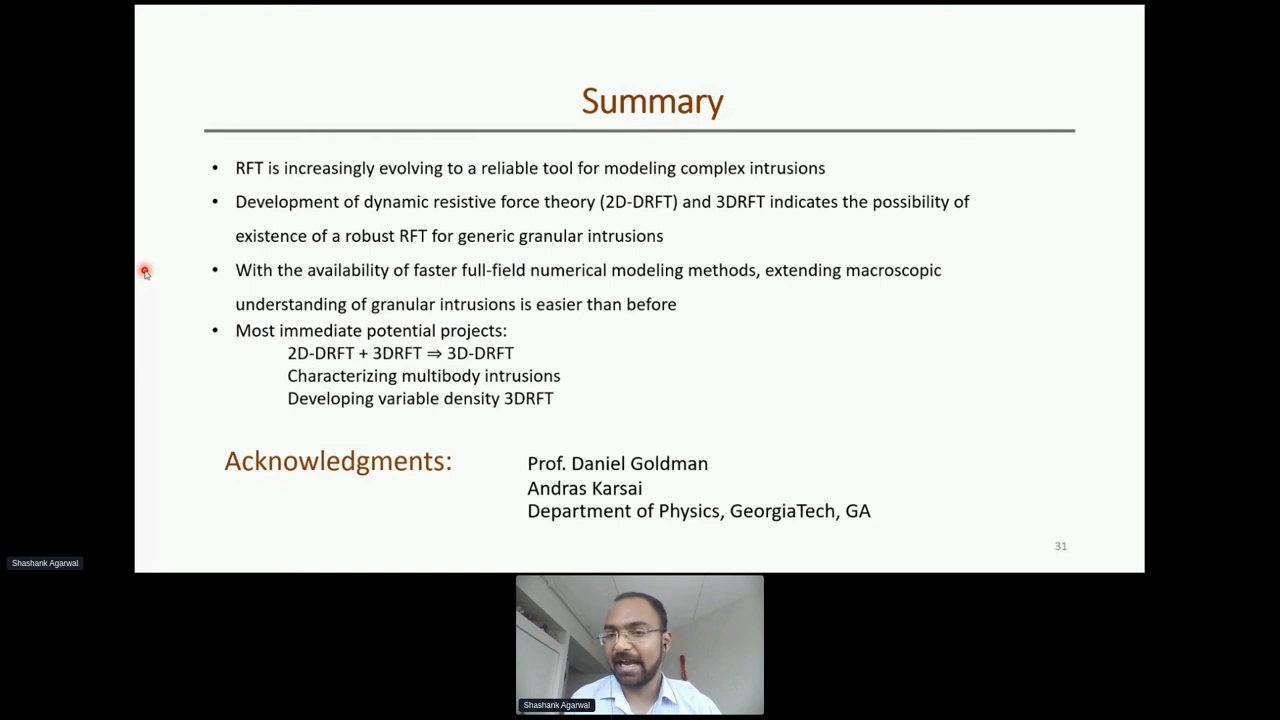 Summary
• RFT is increasingly evolving to a reliable tool for modeling complex intrusions
• Development of dynamic resistive force theory (2D-DRFT) and 3DRFT indicates the possibility of
existence of a robust RFT for generic granular intrusions
• With the availability of faster full-field numerical modeling methods, extending macroscopic
understanding of granular intrusions is easier than before
• Most immediate potential projects:
2D-DRFT + 3DRFT ⇒ 3D-DRFT
Characterizing multibody intrusions
Developing variable density 3DRFT
Acknowledgments:
Prof. Daniel Goldman
Andras Karsai
Department of Physics, GeorgiaTech, GA
31
Shashank Agarwal
Shashank Agarwal